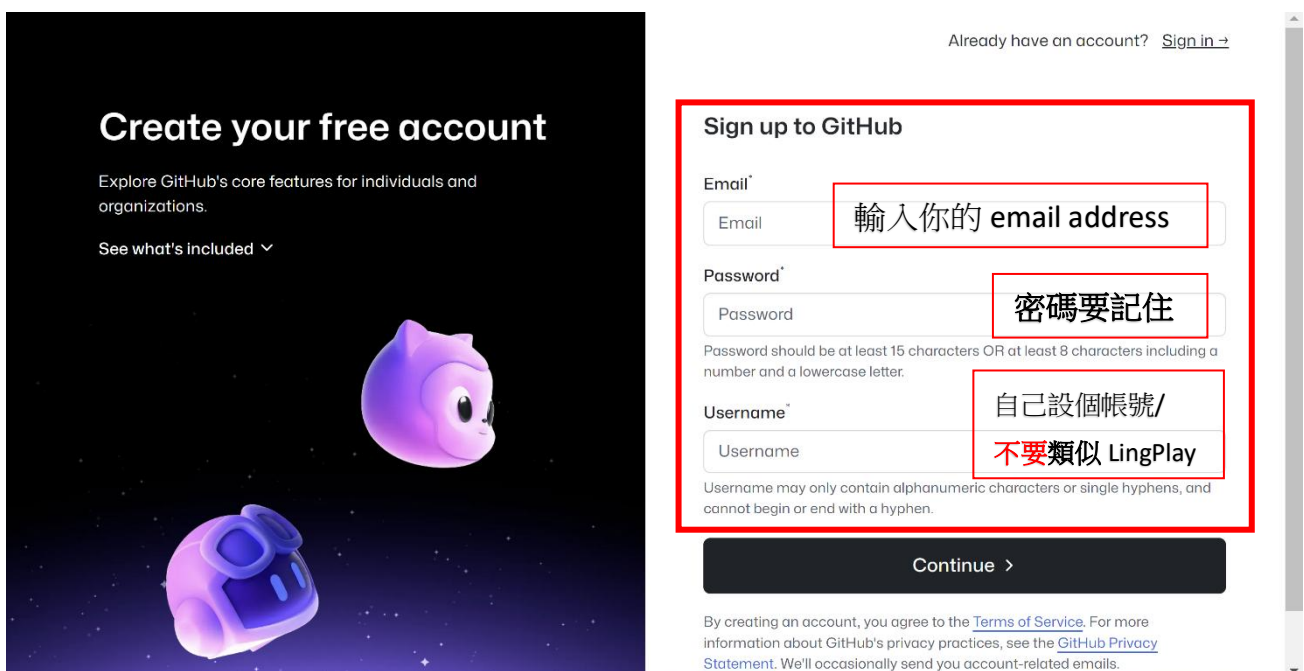 Already have an account? Sign in →
Create your free account
Explore GitHub's core features for individuals and
organizations.
See what's included
Sign up to GitHub
Email*
Email
輸入你的 email address
Password*
Password
密碼要記住
Password should be at least 15 characters OR at least 8 characters including a
number and a lowercase letter.
Username*
自己設個帳號/
Username
不要類似 LingPlay
Username may only contain alphanumeric characters or single hyphens, and
cannot begin or end with a hyphen.
Continue >
By creating an account, you agree to the Terms of Service. For more
information about GitHub's privacy practices, see the GitHub Privacy
Statement. We'll occasionally send you account-related emails.